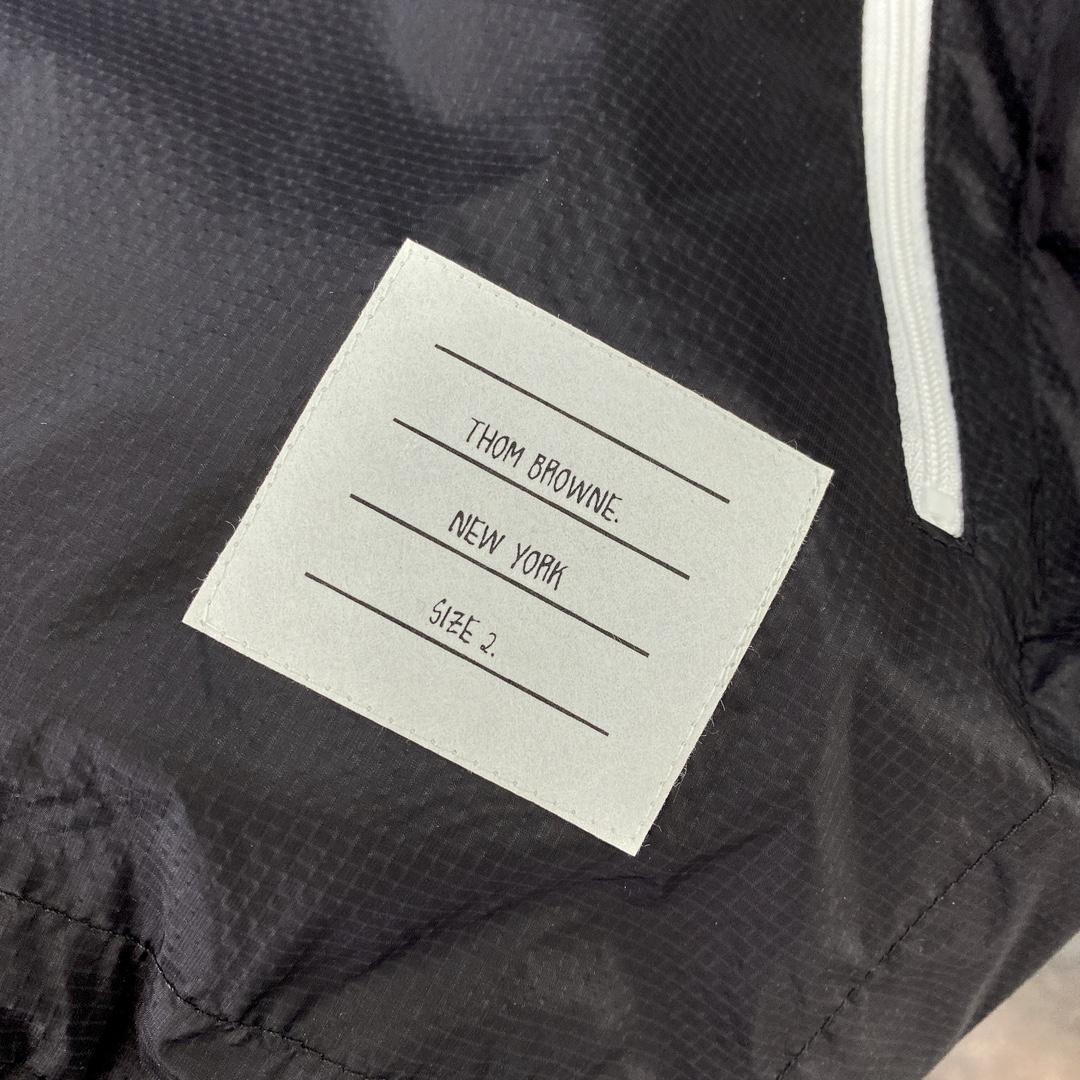 THOM BROWNE.
NEW YORK
SIZE 2.